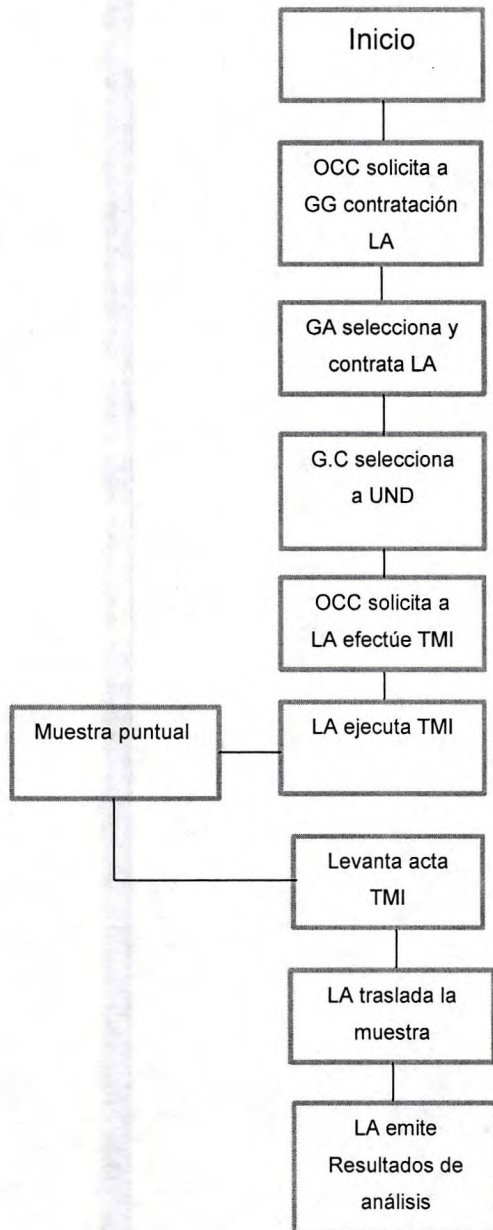 Inicio
OCC solicita a
GG contratación
LA
GA selecciona y
contrata LA
G.C selecciona
a UND
OCC solicita a
LA efectúe TMI
Muestra puntual
LA ejecuta TMI
Levanta acta
TMI
LA traslada la
muestra
LA emite
Resultados de
análisis